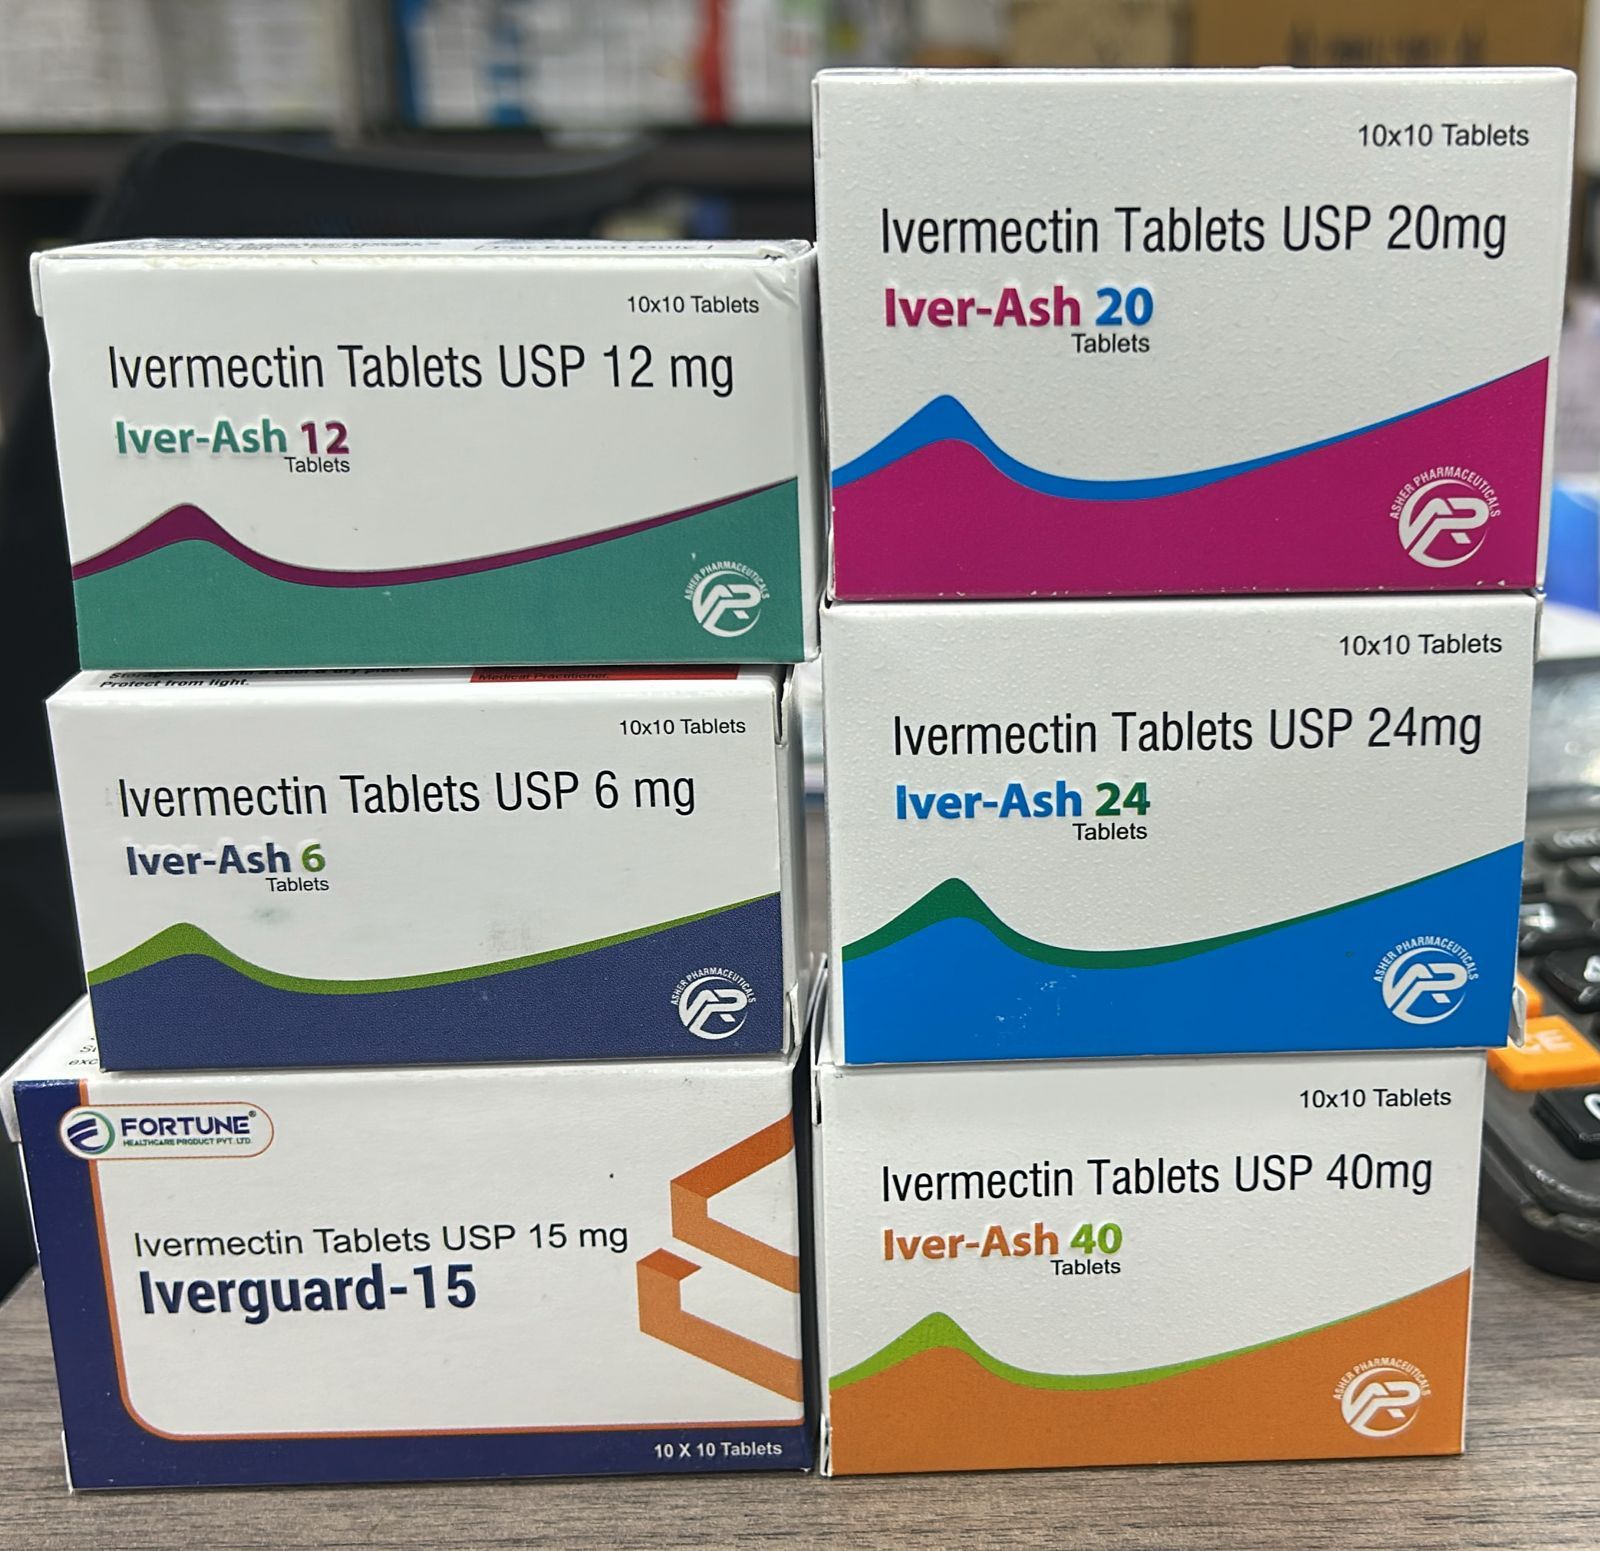 10x10 Tablets
Ivermectin Tablets USP 12 mg
Iver-Ash 12
Tablets
ASHER PHARMACEUTICALS
Protect from light.
Medical Practitioner.
10x10 Tablets
Ivermectin Tablets USP 6 mg
Iver-Ash 6
Tablets
ASHER PHARMACEUTICALS
FORTUNE®
HEALTHCARE PRODUCT PVT. LTD.
Ivermectin Tablets USP 15 mg
Iverguard-15
10 X 10 Tablets
10x10 Tablets
Ivermectin Tablets USP 20mg
Iver-Ash 20
Tablets
ASHER PHARMACEUTICALS
10x10 Tablets
Ivermectin Tablets USP 24mg
Iver-Ash 24
Tablets
ASHER PHARMACEUTICALS
10x10 Tablets
Ivermectin Tablets USP 40mg
Iver-Ash 40
Tablets
ASHER PHARMACEUTICALS
CE